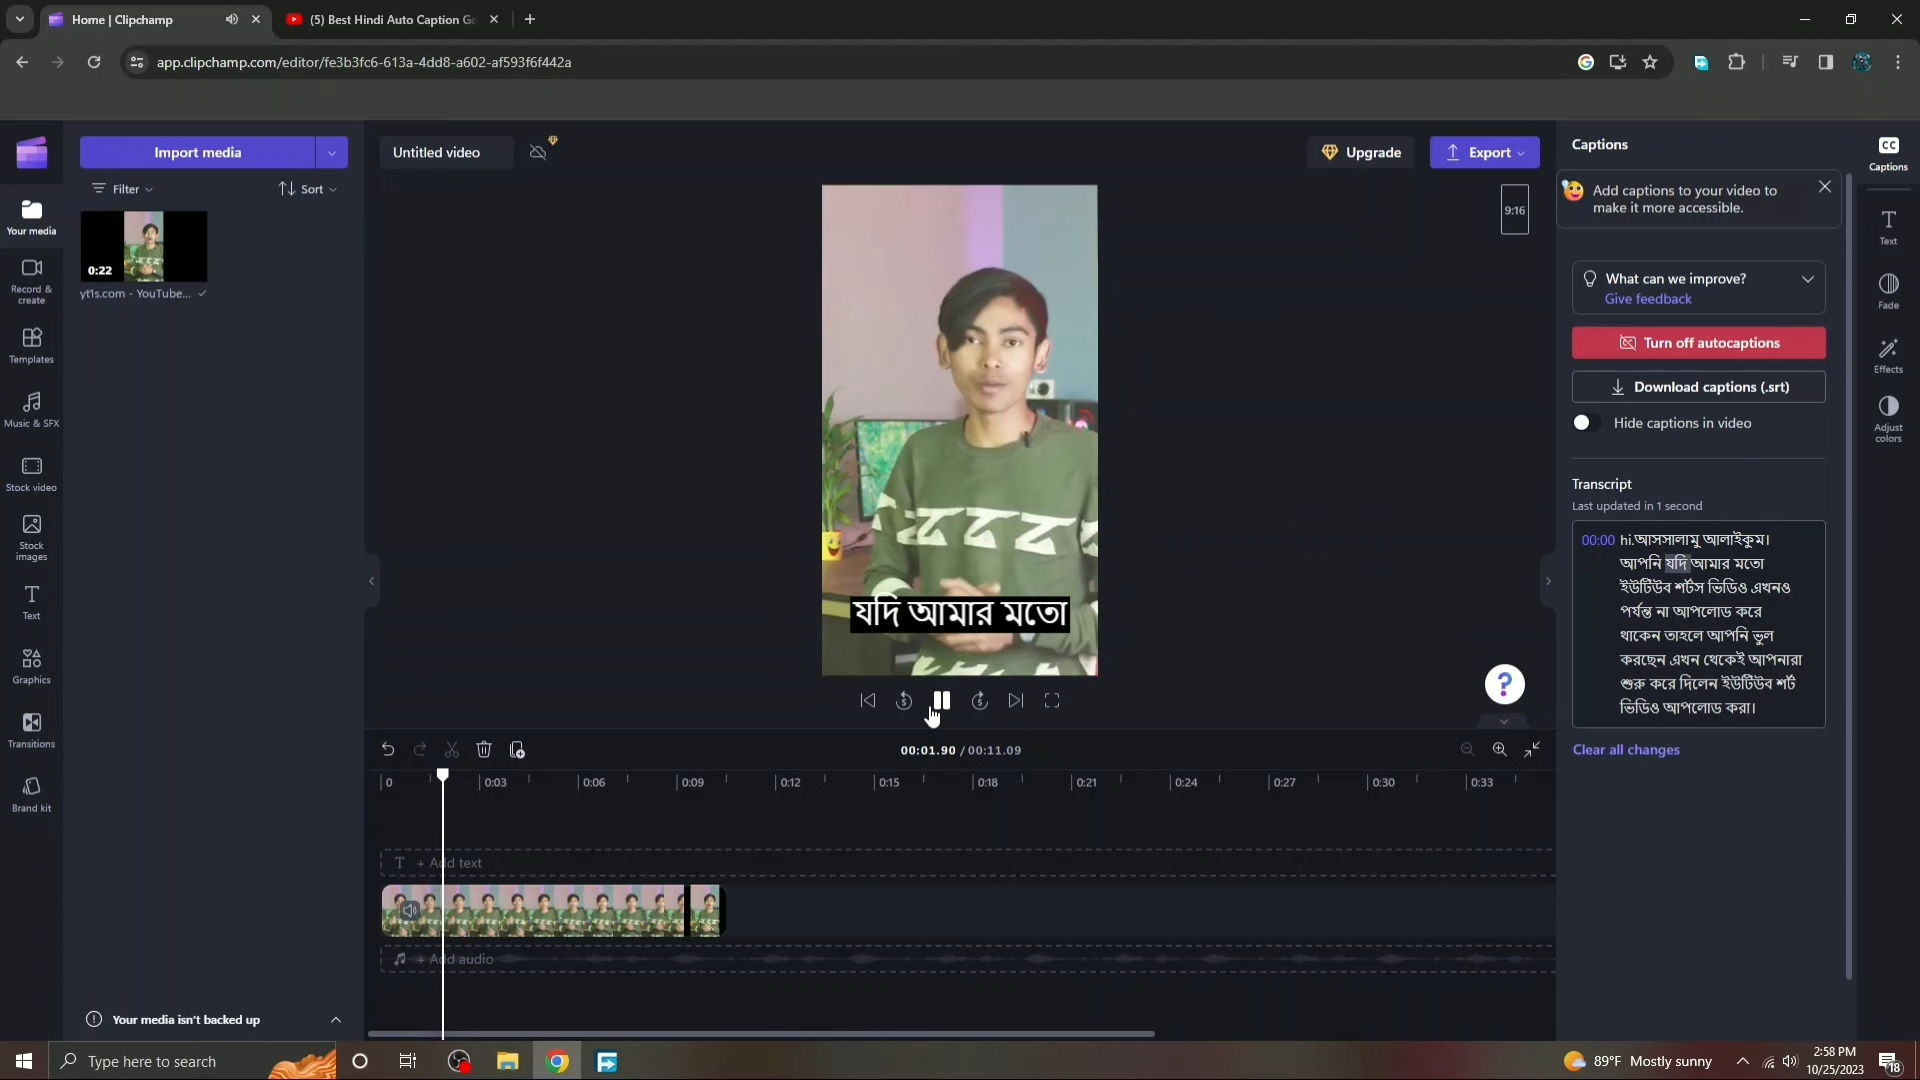 Home | Clipchamp
(5) Best Hindi Auto Caption Ge
app.clipchamp.com/editor/fe3b3fc6-613a-4dd8-a602-af593f6f442a
Import media
Filter
Sort
Your media
0:22
yt1s.com - YouTube...
Record &
create
Templates
Music & SFX
Stock video
Stock
images
Text
Graphics
Transitions
Brand kit
Your media isn't backed up
Untitled video
Upgrade
Export
9:16
যদি আমার মতো
5
5
?
00:01.90 / 00:11.09
0
0:03
0:06
0:09
0:12
0:15
0:18
0:21
0:24
0:27
0:30
0:33
T + Add text
+ Add audio
Captions
Add captions to your video to
make it more accessible.
What can we improve?
Give feedback
Turn off autocaptions
Download captions (.srt)
Hide captions in video
Transcript
Last updated in 1 second
00:00 hi.আসসালামু আলাইকুম।
আপনি যদি আমার মতো
ইউটিউব শর্টস ভিডিও এখনও
পর্যন্ত না আপলোড করে
থাকেন তাহলে আপনি ভুল
করছেন এখন থেকেই আপনারা
শুরু করে দিলেন ইউটিউব শর্ট
ভিডিও আপলোড করা।
Clear all changes
CC
Captions
Text
Fade
Effects
Adjust
colors
Type here to search
89°F Mostly sunny
2:58 PM
10/25/2023
18